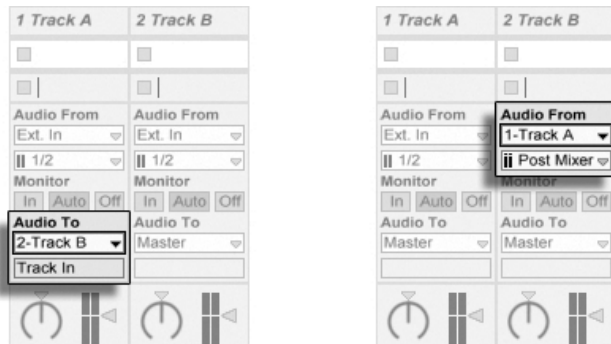 1 Track A
2 Track B
Audio From
Audio From
Ext. In
Ext. In
1/2
1/2
Monitor
Monitor
In Auto Off
In Auto Off
Audio To
Audio To
2-Track B
Master
Track In
1 Track A
2 Track B
Audio From
Audio From
Ext. In
1-Track A
1/2
Post Mixer
Monitor
Monitor
In Auto Off
In Auto Off
Audio To
Audio To
Master
Master